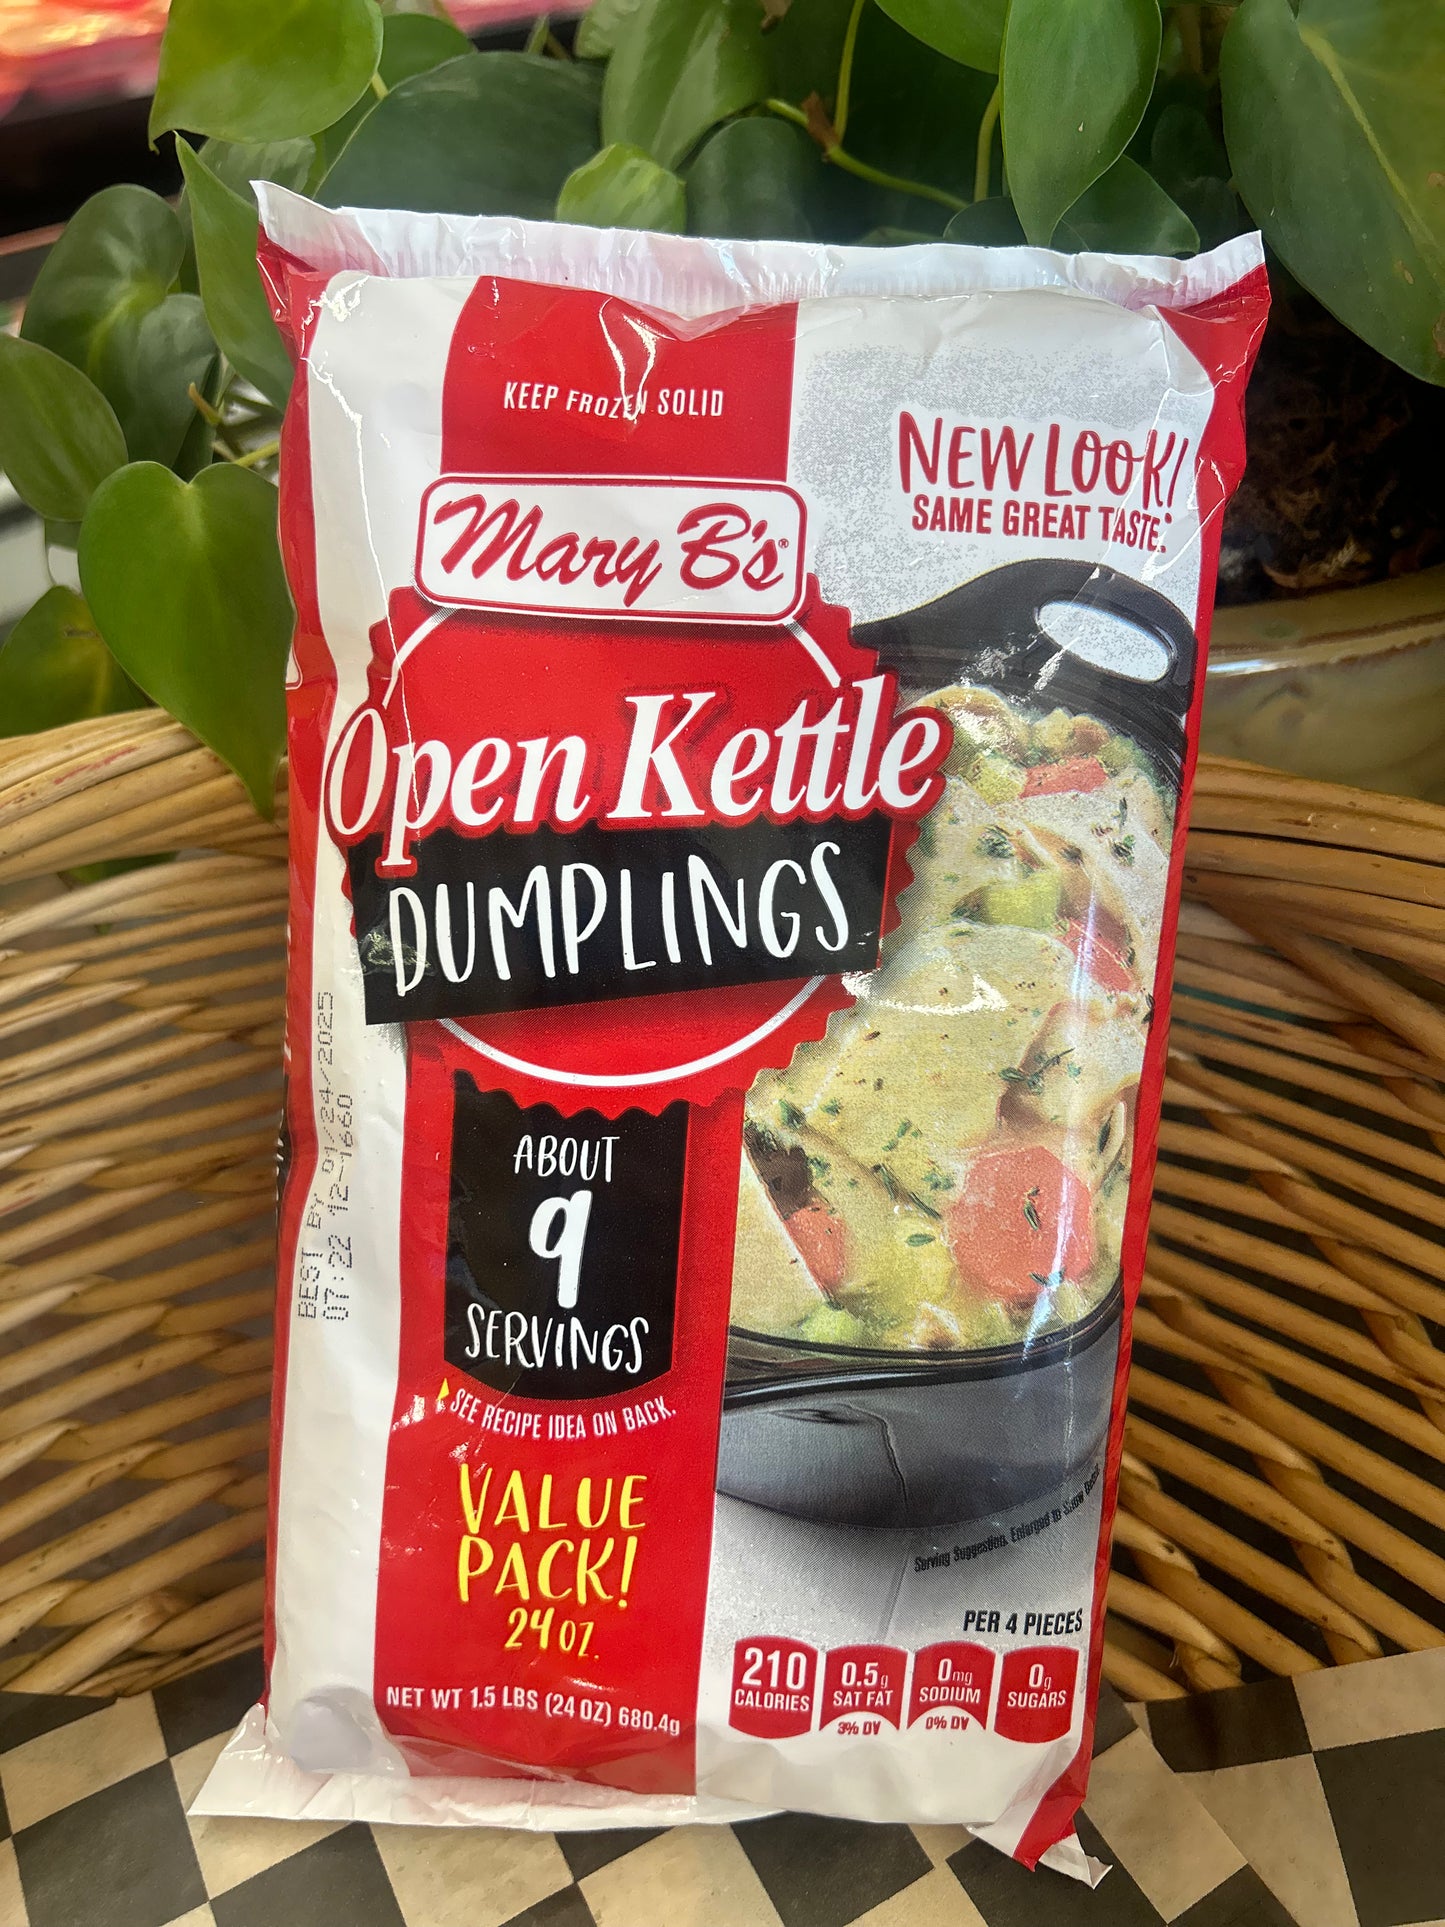 KEEP FROZEN SOLID
NEW LOOK!
SAME GREAT TASTE.
Mary B's®
Open Kettle
DUMPLINGS
ABOUT
9
SERVINGS
SEE RECIPE IDEA ON BACK.
VALUE
PACK!
24 OZ.
NET WT 1.5 LBS (24 OZ) 680.4g
BEST BY 01/24/2025
07:22 12-1660
Serving Suggestion. Enlarged to Show Detail.
PER 4 PIECES
210
CALORIES
0.5g
SAT FAT
3% DV
0mg
SODIUM
0% DV
0g
SUGARS